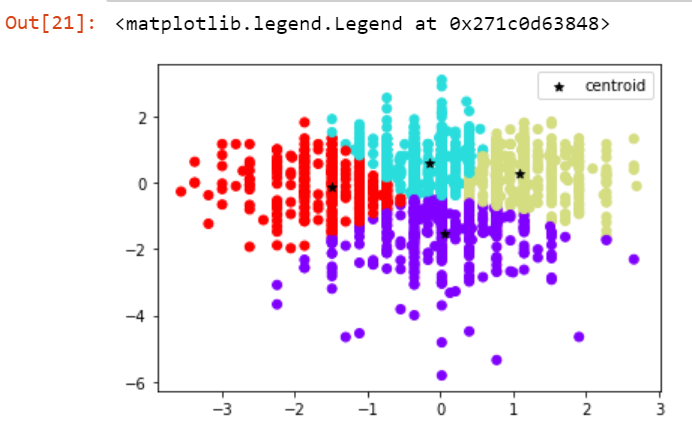 Out[21]: <matplotlib.legend.Legend at 0x271c0d63848>
centroid
2
0
−2
−4
−6
−3 −2 −1 0 1 2 3